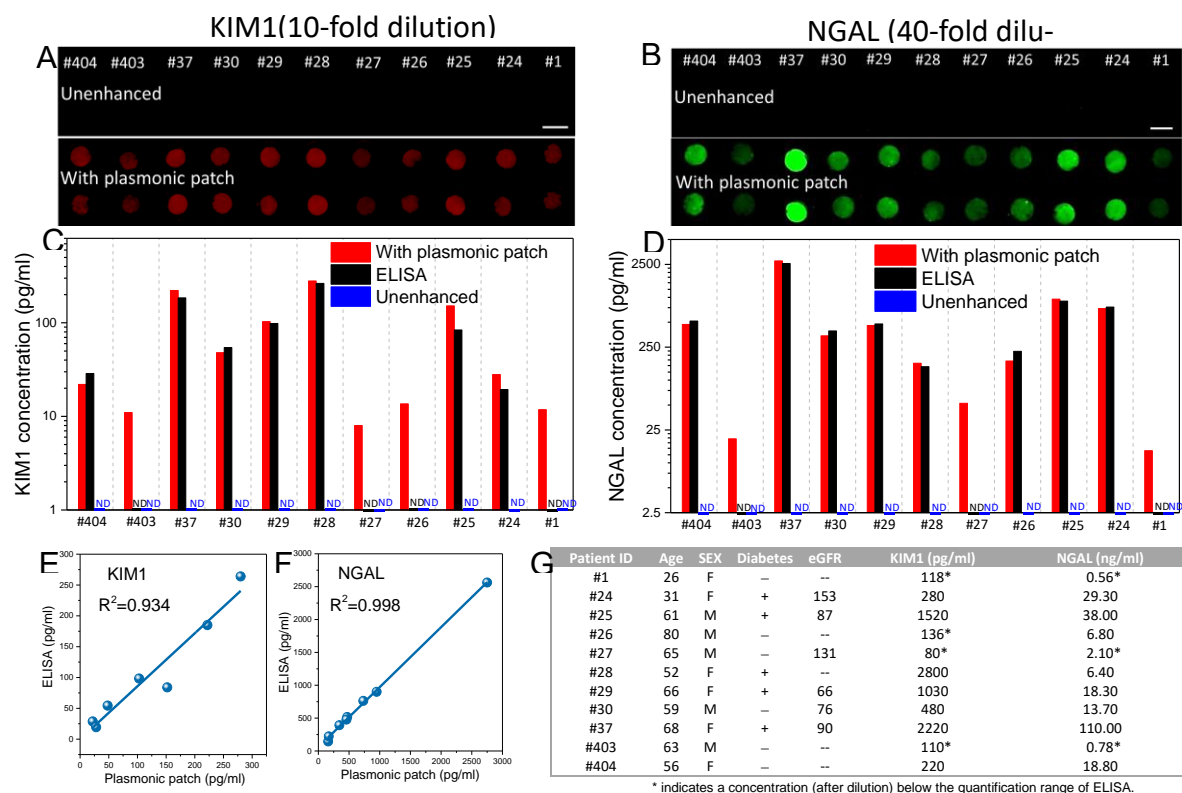 KIM1(10-fold dilution)
A
#404 #403 #37 #30 #29 #28 #27 #26 #25 #24 #1
Unenhanced
With plasmonic patch
NGAL (40-fold dilu-
B
#404 #403 #37 #30 #29 #28 #27 #26 #25 #24 #1
Unenhanced
With plasmonic patch
C
KIM1 concentration (pg/ml)
With plasmonic patch
ELISA
Unenhanced
100
10
1
ND ND ND ND ND ND ND ND ND ND ND ND ND ND ND
#404 #403 #37 #30 #29 #28 #27 #26 #25 #24 #1
D
NGAL concentration (pg/ml)
With plasmonic patch
ELISA
Unenhanced
2500
250
25
2.5
ND ND ND ND ND ND ND ND ND ND ND ND ND ND
#404 #403 #37 #30 #29 #28 #27 #26 #25 #24 #1
E
KIM1
R²=0.934
ELISA (pg/ml)
300
250
200
150
100
50
0
0 50 100 150 200 250 300
Plasmonic patch (pg/ml)
F
NGAL
R²=0.998
ELISA (pg/ml)
3000
2500
2000
1500
1000
500
0
0 500 1000 1500 2000 2500 3000
Plasmonic patch (pg/ml)
G
Patient ID Age SEX Diabetes eGFR KIM1 (pg/ml) NGAL (ng/ml)
#1 26 F – -- 118* 0.56*
#24 31 F + 153 280 29.30
#25 61 M + 87 1520 38.00
#26 80 M – -- 136* 6.80
#27 65 M – 131 80* 2.10*
#28 52 F + -- 2800 6.40
#29 66 F + 66 1030 18.30
#30 59 M – 76 480 13.70
#37 68 F + 90 2220 110.00
#403 63 M – -- 110* 0.78*
#404 56 F – -- 220 18.80
* indicates a concentration (after dilution) below the quantification range of ELISA.